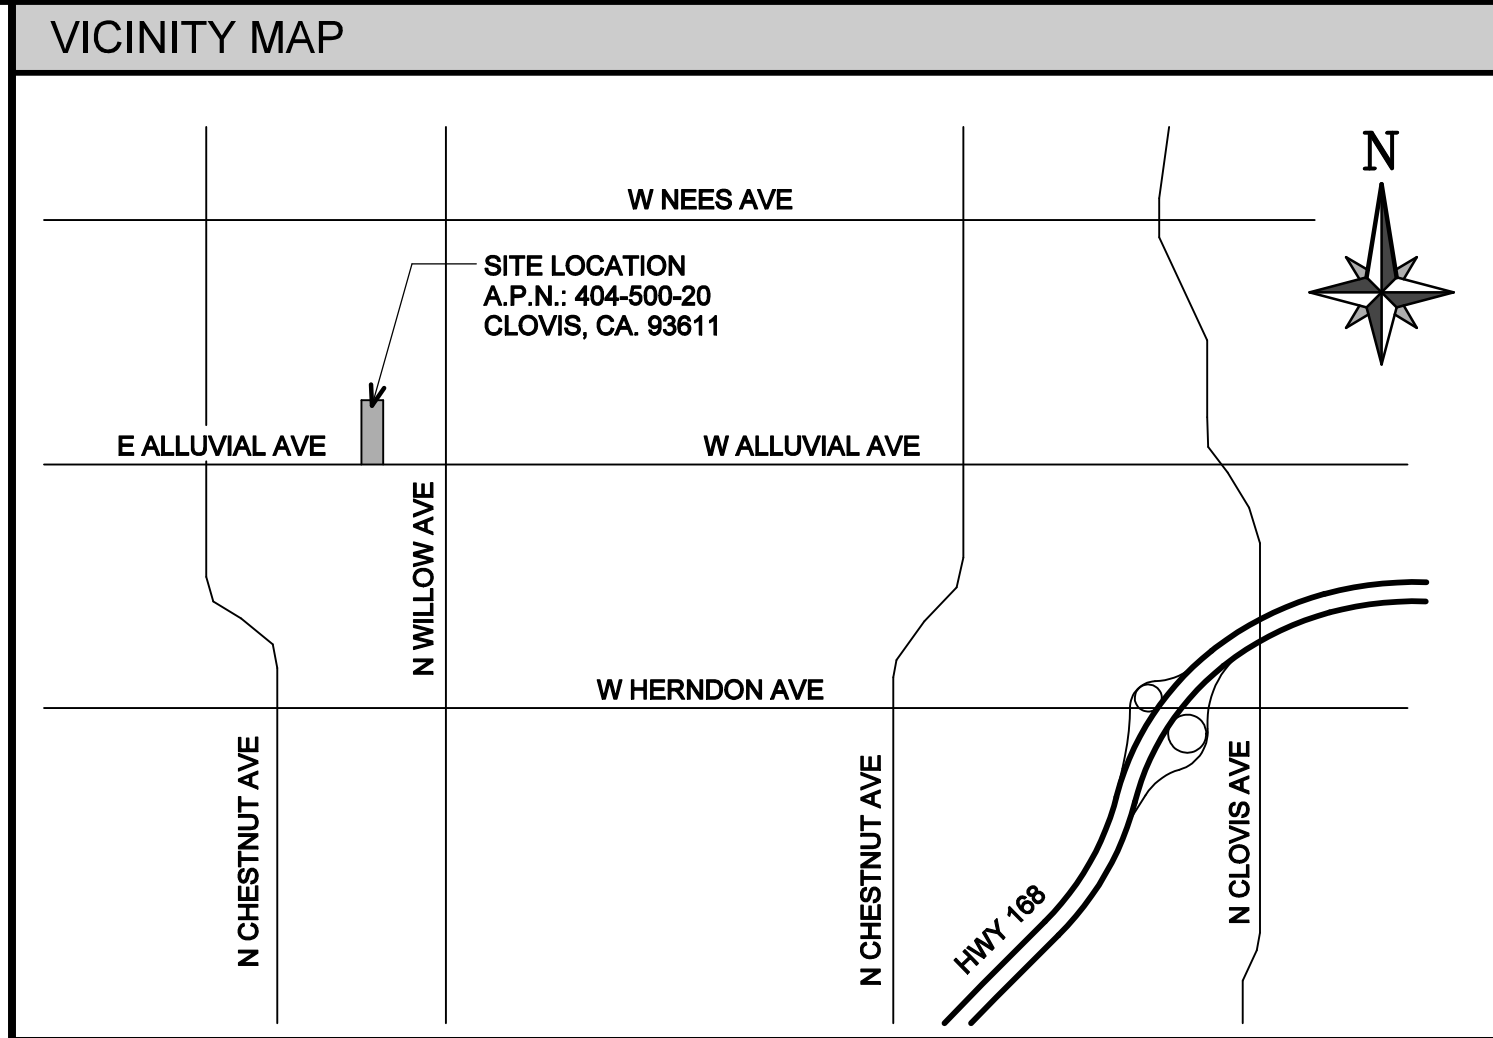 VICINITY MAP
N
W NEES AVE
SITE LOCATION
A.P.N.: 404-500-20
CLOVIS, CA. 93611
E ALLUVIAL AVE
W ALLUVIAL AVE
N WILLOW AVE
W HERNDON AVE
N CHESTNUT AVE
N CHESTNUT AVE
HWY 168
N CLOVIS AVE